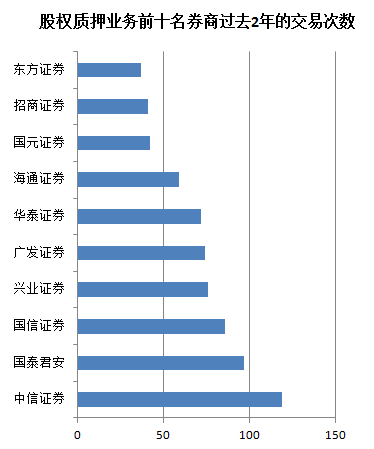 股权质押业务前十名券商过去2年的交易次数
东方证券
招商证券
国元证券
海通证券
华泰证券
广发证券
兴业证券
国信证券
国泰君安
中信证券
0 50 100 150